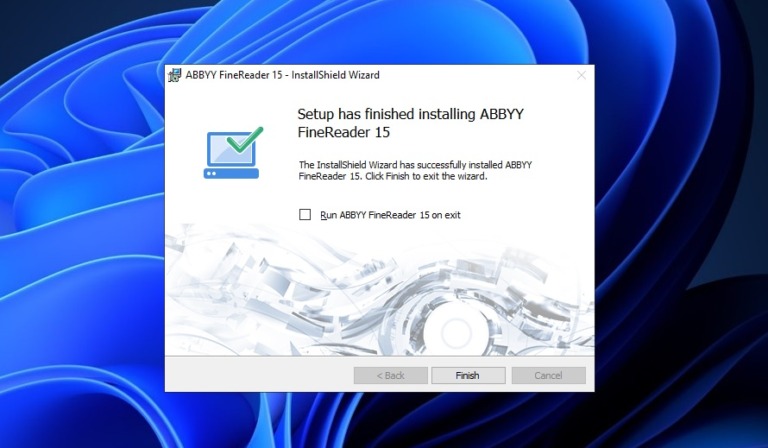 ABBYY FineReader 15 - InstallShield Wizard
Setup has finished installing ABBYY
FineReader 15
The InstallShield Wizard has successfully installed ABBYY
FineReader 15. Click Finish to exit the wizard.
Run ABBYY FineReader 15 on exit
< Back
Finish
Cancel